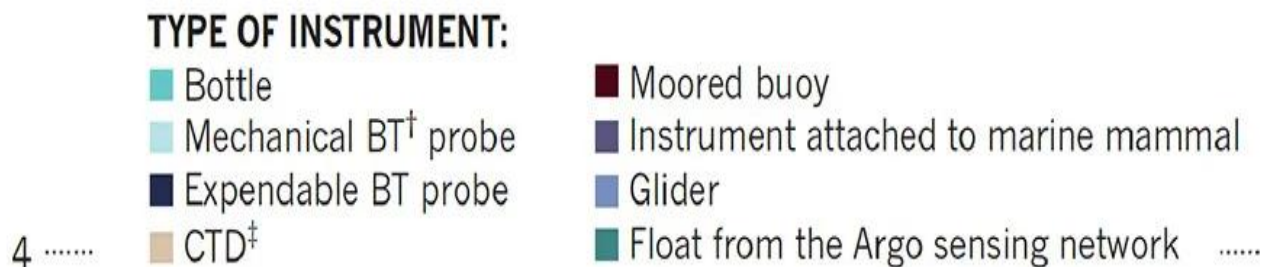 TYPE OF INSTRUMENT:
Bottle
Mechanical BT† probe
Expendable BT probe
4 ....... CTD‡
Moored buoy
Instrument attached to marine mammal
Glider
Float from the Argo sensing network ......